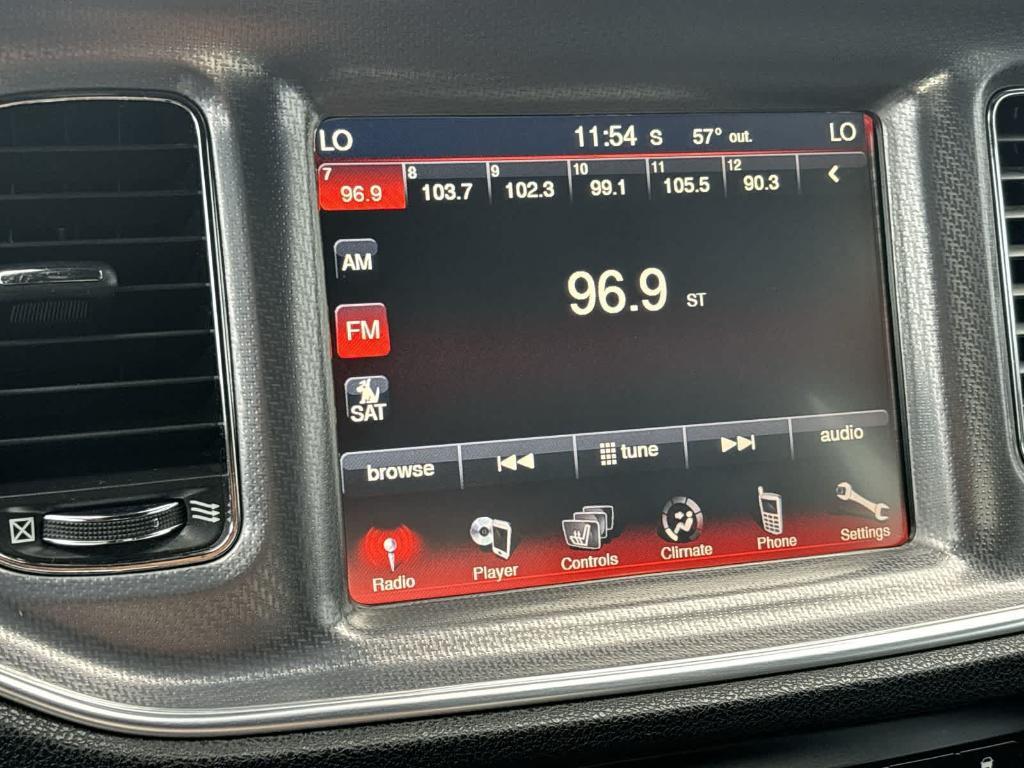 LO 11:54 S 57° out. LO
7 8 9 10 11 12
96.9 103.7 102.3 99.1 105.5 90.3
AM
96.9 ST
FM
SAT
browse tune audio
Radio Player Controls Climate Phone Settings